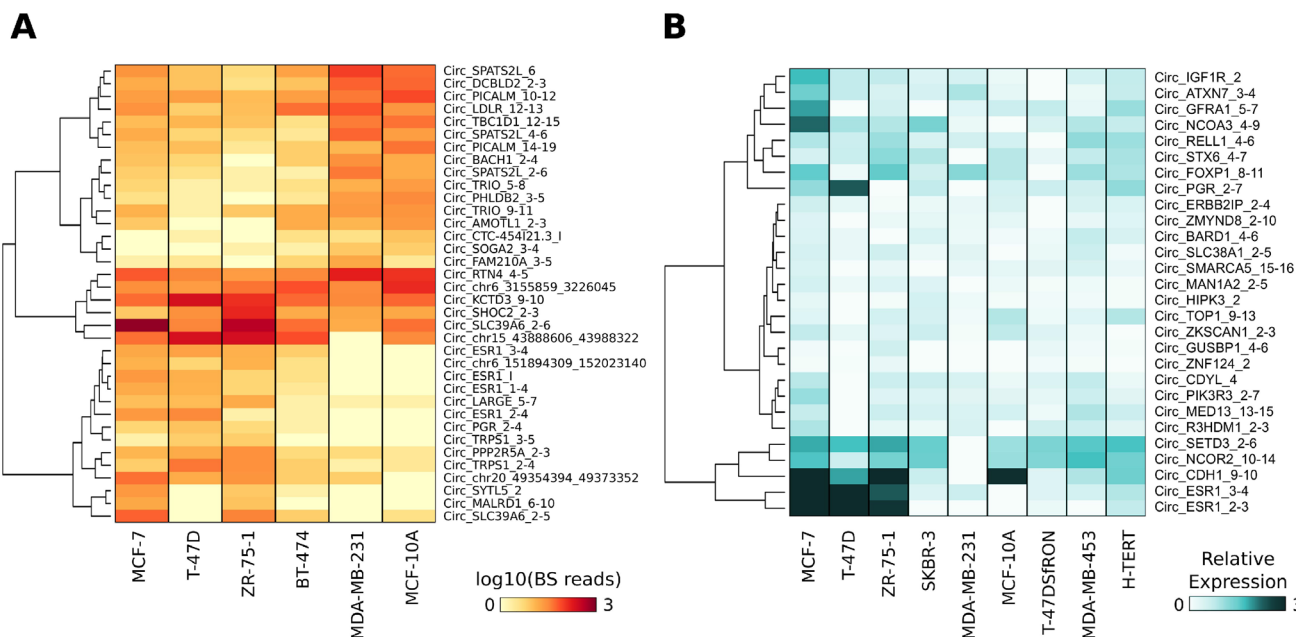 A
B
Circ_SPATS2L_6
Circ_DCBLD2_2-3
Circ_PICALM_10-12
Circ_LDLR_12-13
Circ_TBC1D1_12-15
Circ_SPATS2L_4-6
Circ_PICALM_14-19
Circ_BACH1_2-4
Circ_SPATS2L_2-6
Circ_TRIO_5-8
Circ_PHLDB2_3-5
Circ_TRIO_9-11
Circ_AMOTL1_2-3
Circ_CTC-454I21.3_I
Circ_SOGA2_3-4
Circ_FAM210A_3-5
Circ_RTN4_4-5
Circ_chr6_3155859_3226045
Circ_KCTD3_9-10
Circ_SHOC2_2-3
Circ_SLC39A6_2-6
Circ_chr15_43888606_43988322
Circ_ESR1_3-4
Circ_chr6_151894309_152023140
Circ_ESR1_I
Circ_ESR1_1-4
Circ_LARGE_5-7
Circ_ESR1_2-4
Circ_PGR_2-4
Circ_TRPS1_3-5
Circ_PPP2R5A_2-3
Circ_TRPS1_2-4
Circ_chr20_49354394_49373352
Circ_SYTL5_2
Circ_MALRD1_6-10
Circ_SLC39A6_2-5
MCF-7
T-47D
ZR-75-1
BT-474
MDA-MB-231
MCF-10A
log10(BS reads)
0 3
Circ_IGF1R_2
Circ_ATXN7_3-4
Circ_GFRA1_5-7
Circ_NCOA3_4-9
Circ_RELL1_4-6
Circ_STX6_4-7
Circ_FOXP1_8-11
Circ_PGR_2-7
Circ_ERBB2IP_2-4
Circ_ZMYND8_2-10
Circ_BARD1_4-6
Circ_SLC38A1_2-5
Circ_SMARCA5_15-16
Circ_MAN1A2_2-5
Circ_HIPK3_2
Circ_TOP1_9-13
Circ_ZKSCAN1_2-3
Circ_GUSBP1_4-6
Circ_ZNF124_2
Circ_CDYL_4
Circ_PIK3R3_2-7
Circ_MED13_13-15
Circ_R3HDM1_2-3
Circ_SETD3_2-6
Circ_NCOR2_10-14
Circ_CDH1_9-10
Circ_ESR1_3-4
Circ_ESR1_2-3
MCF-7
T-47D
ZR-75-1
SKBR-3
MDA-MB-231
MCF-10A
T-47DSfRON
MDA-MB-453
H-TERT
Relative
Expression
0 3